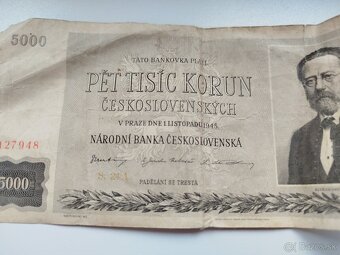 5000
TATO BANKOVKA PLATÍ
PĚT TISÍC KORUN
ČESKOSLOVENSKÝCH
V PRAZE DNE 1. LISTOPADU 1945
NÁRODNÍ BANKA ČESKOSLOVENSKÁ
127948
5000
PADĚLÁNÍ SE TRESTÁ